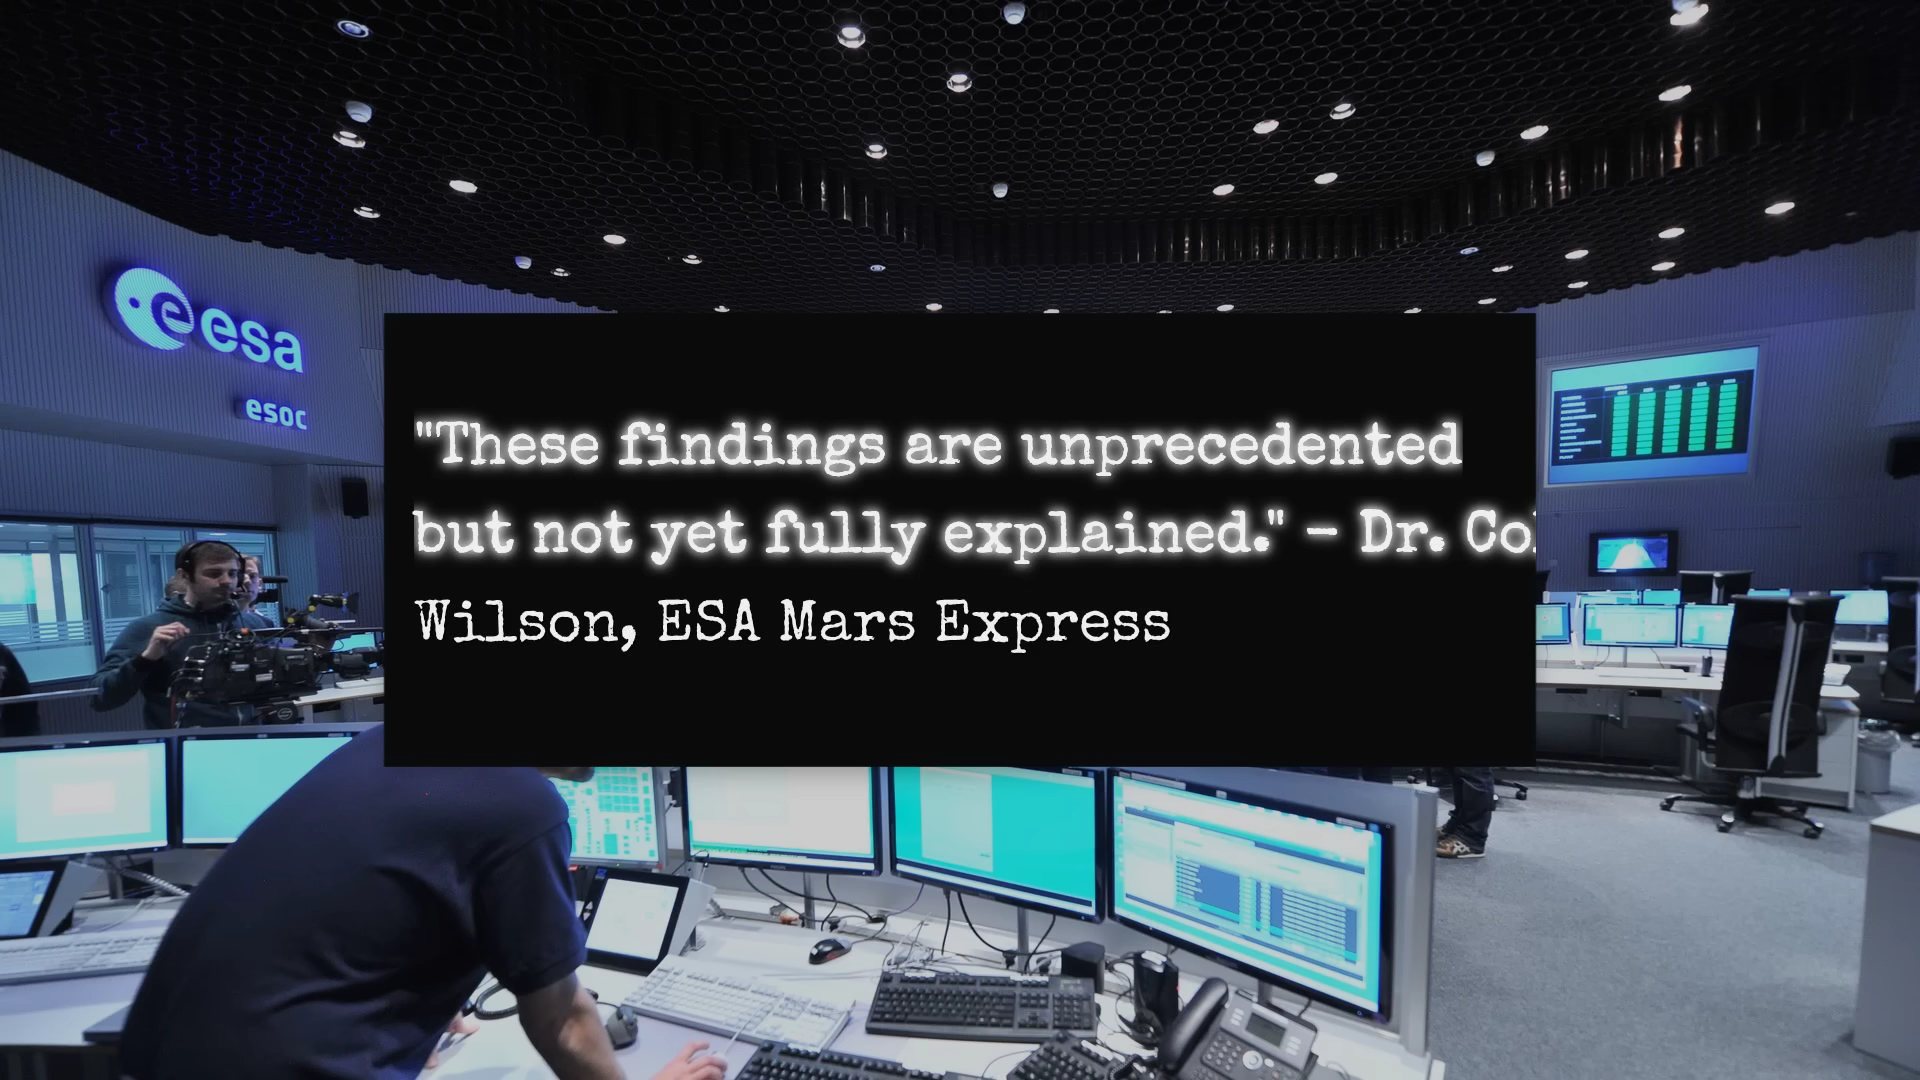 esa
esoc
"These findings are unprecedented
but not yet fully explained." - Dr.
Wilson, ESA Mars Express